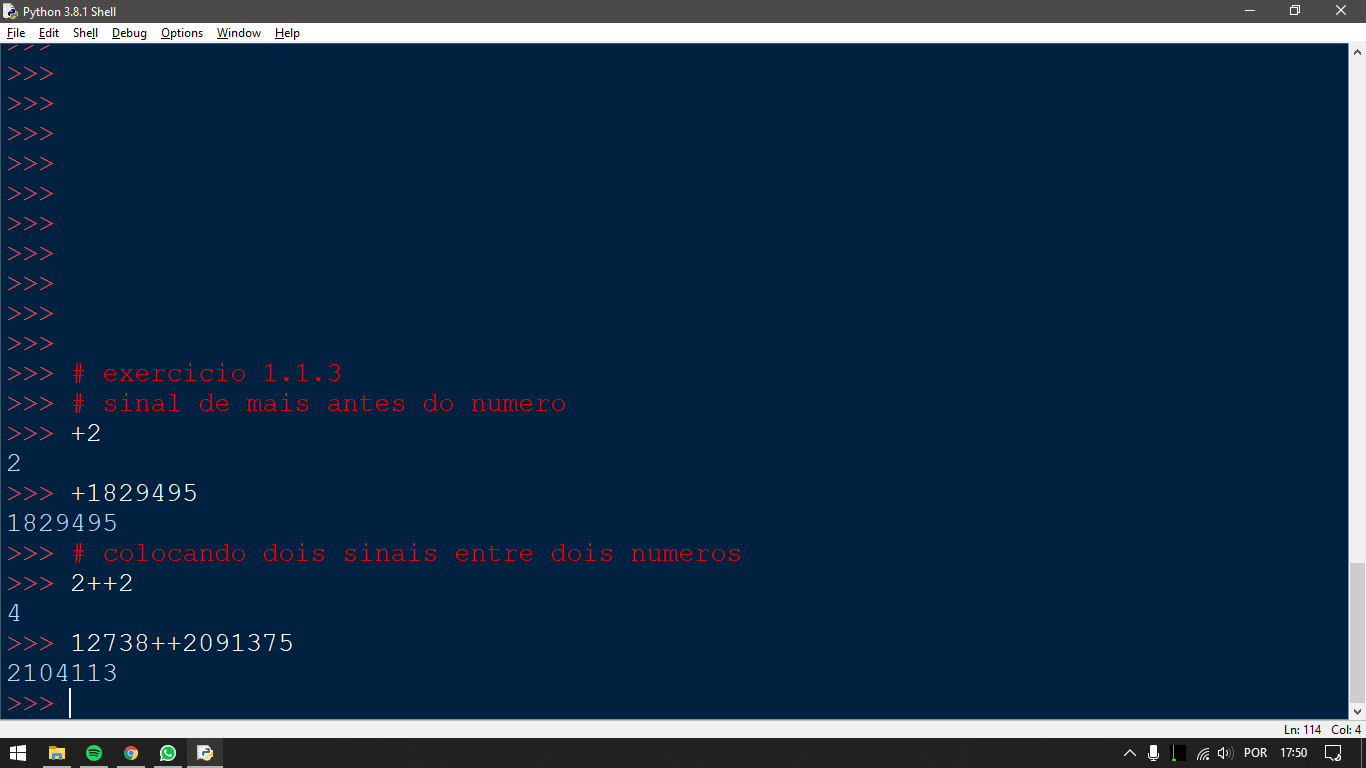 Python 3.8.1 Shell
File Edit Shell Debug Options Window Help
>>>
>>>
>>>
>>>
>>>
>>>
>>>
>>>
>>>
>>>
>>>
>>> # exercicio 1.1.3
>>> # sinal de mais antes do numero
>>> +2
2
>>> +1829495
1829495
>>> # colocando dois sinais entre dois numeros
>>> 2++2
4
>>> 12738++2091375
2104113
>>>
Ln: 114 Col: 4
POR 17:50